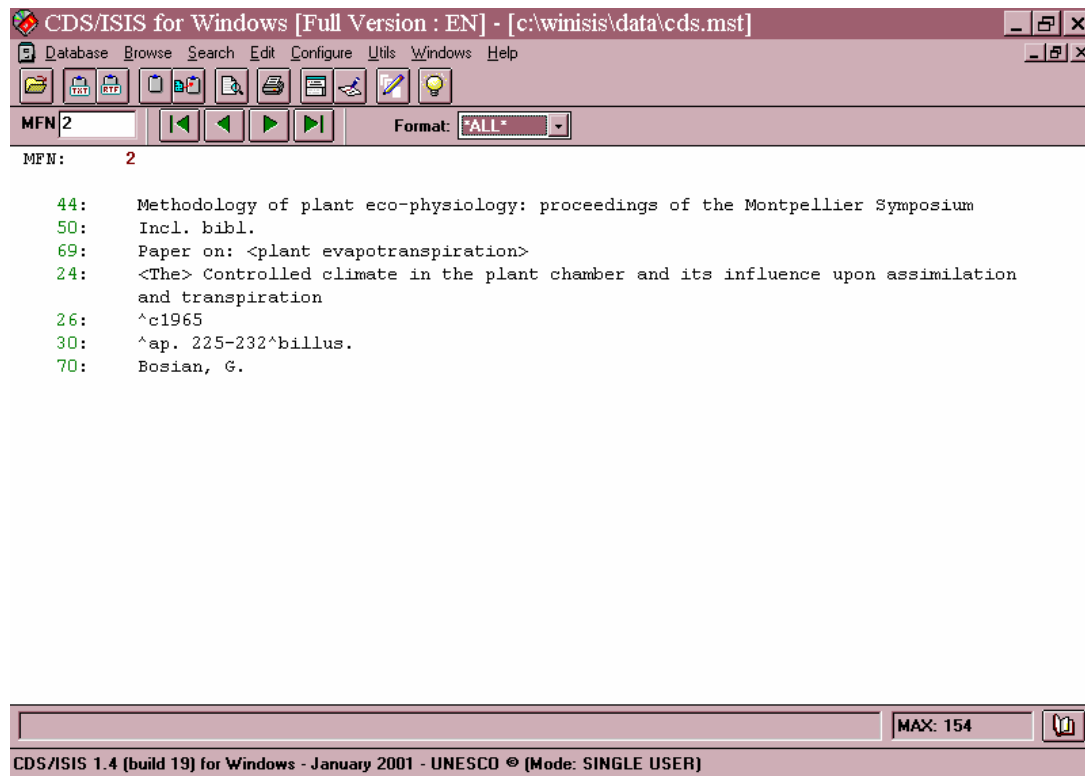 CDS/ISIS for Windows [Full Version : EN] - [c:\winisis\data\cds.mst]
Database Browse Search Edit Configure Utils Windows Help
TXT RTF
MFN 2 Format: *ALL*
MFN: 2
44: Methodology of plant eco-physiology: proceedings of the Montpellier Symposium
50: Incl. bibl.
69: Paper on: <plant evapotranspiration>
24: <The> Controlled climate in the plant chamber and its influence upon assimilation
and transpiration
26: ^c1965
30: ^ap. 225-232^billus.
70: Bosian, G.
MAX: 154
CDS/ISIS 1.4 (build 19) for Windows - January 2001 - UNESCO © (Mode: SINGLE USER)